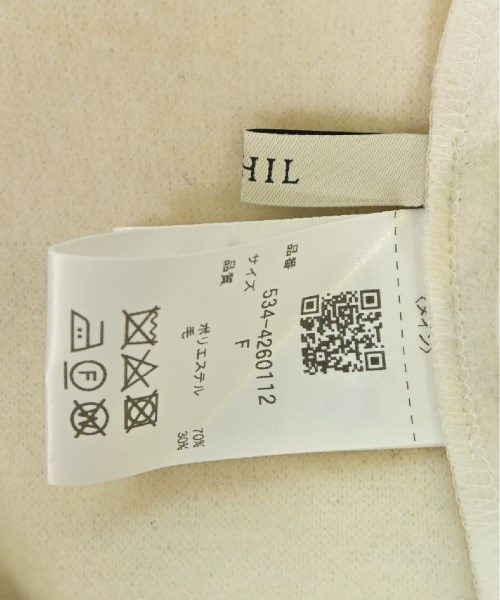 HIL
〈メイン〉
品番 534-4260112
サイズ F
品質
ポリエステル 70%
毛 30%
F